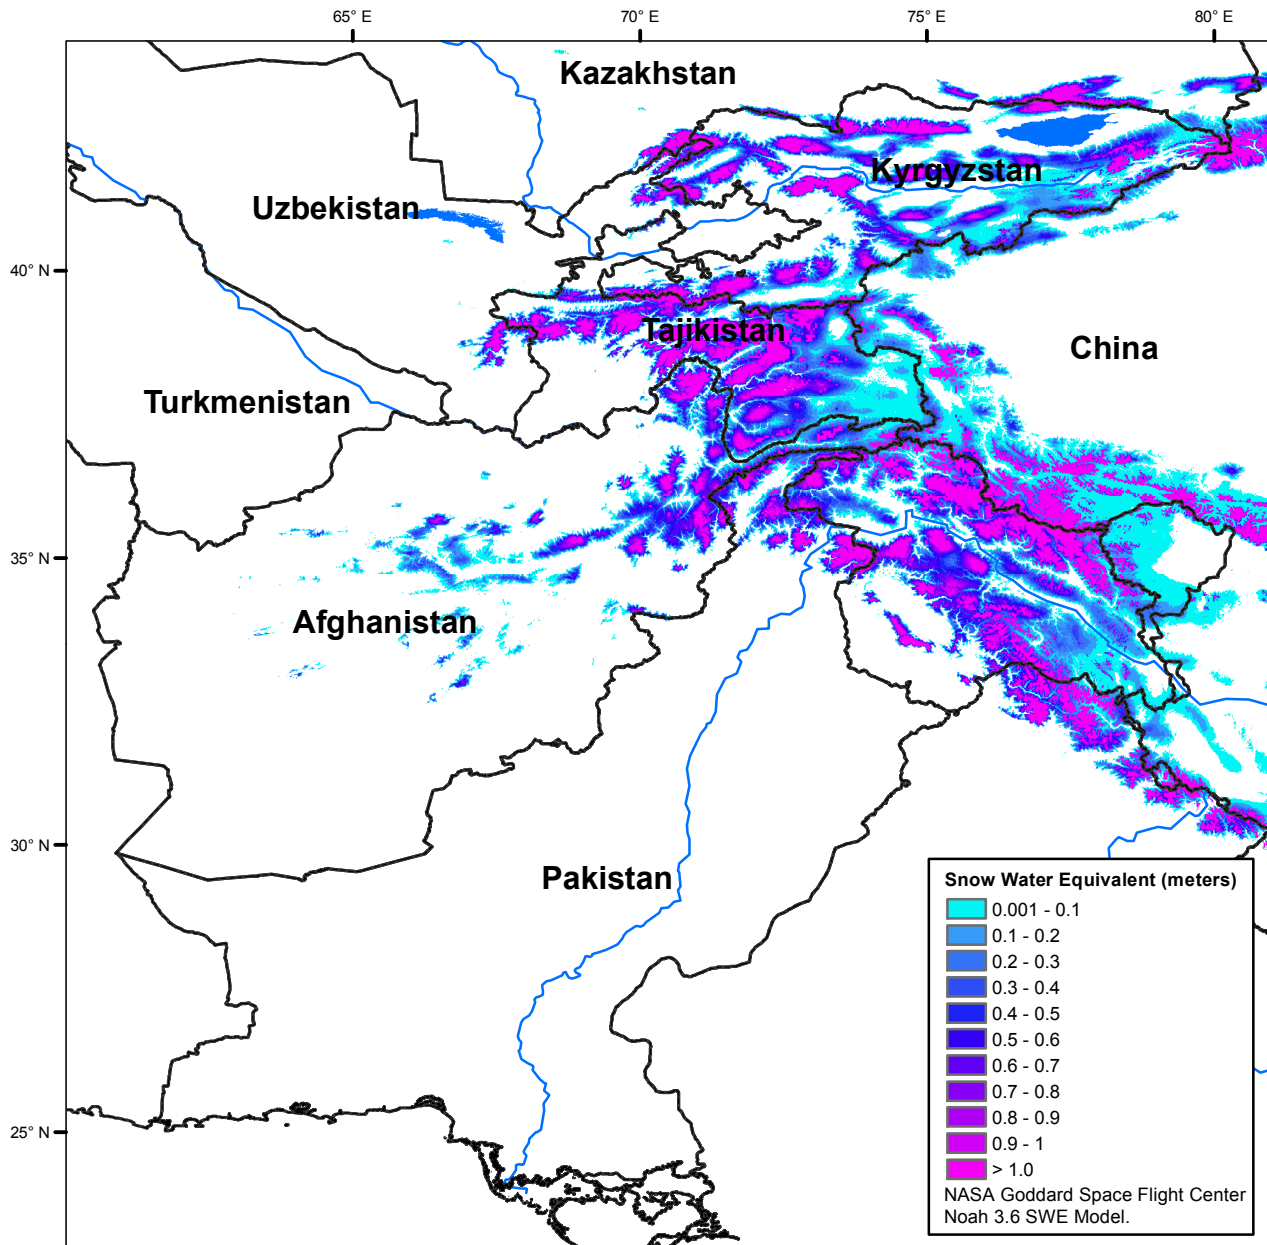 65° E
70° E
75° E
80° E
Kazakhstan
Kyrgyzstan
Uzbekistan
40° N
Tajikistan
China
Turkmenistan
35° N
Afghanistan
30° N
Pakistan
25° N
Snow Water Equivalent (meters)
0.001 - 0.1
0.1 - 0.2
0.2 - 0.3
0.3 - 0.4
0.4 - 0.5
0.5 - 0.6
0.6 - 0.7
0.7 - 0.8
0.8 - 0.9
0.9 - 1
> 1.0
NASA Goddard Space Flight Center
Noah 3.6 SWE Model.